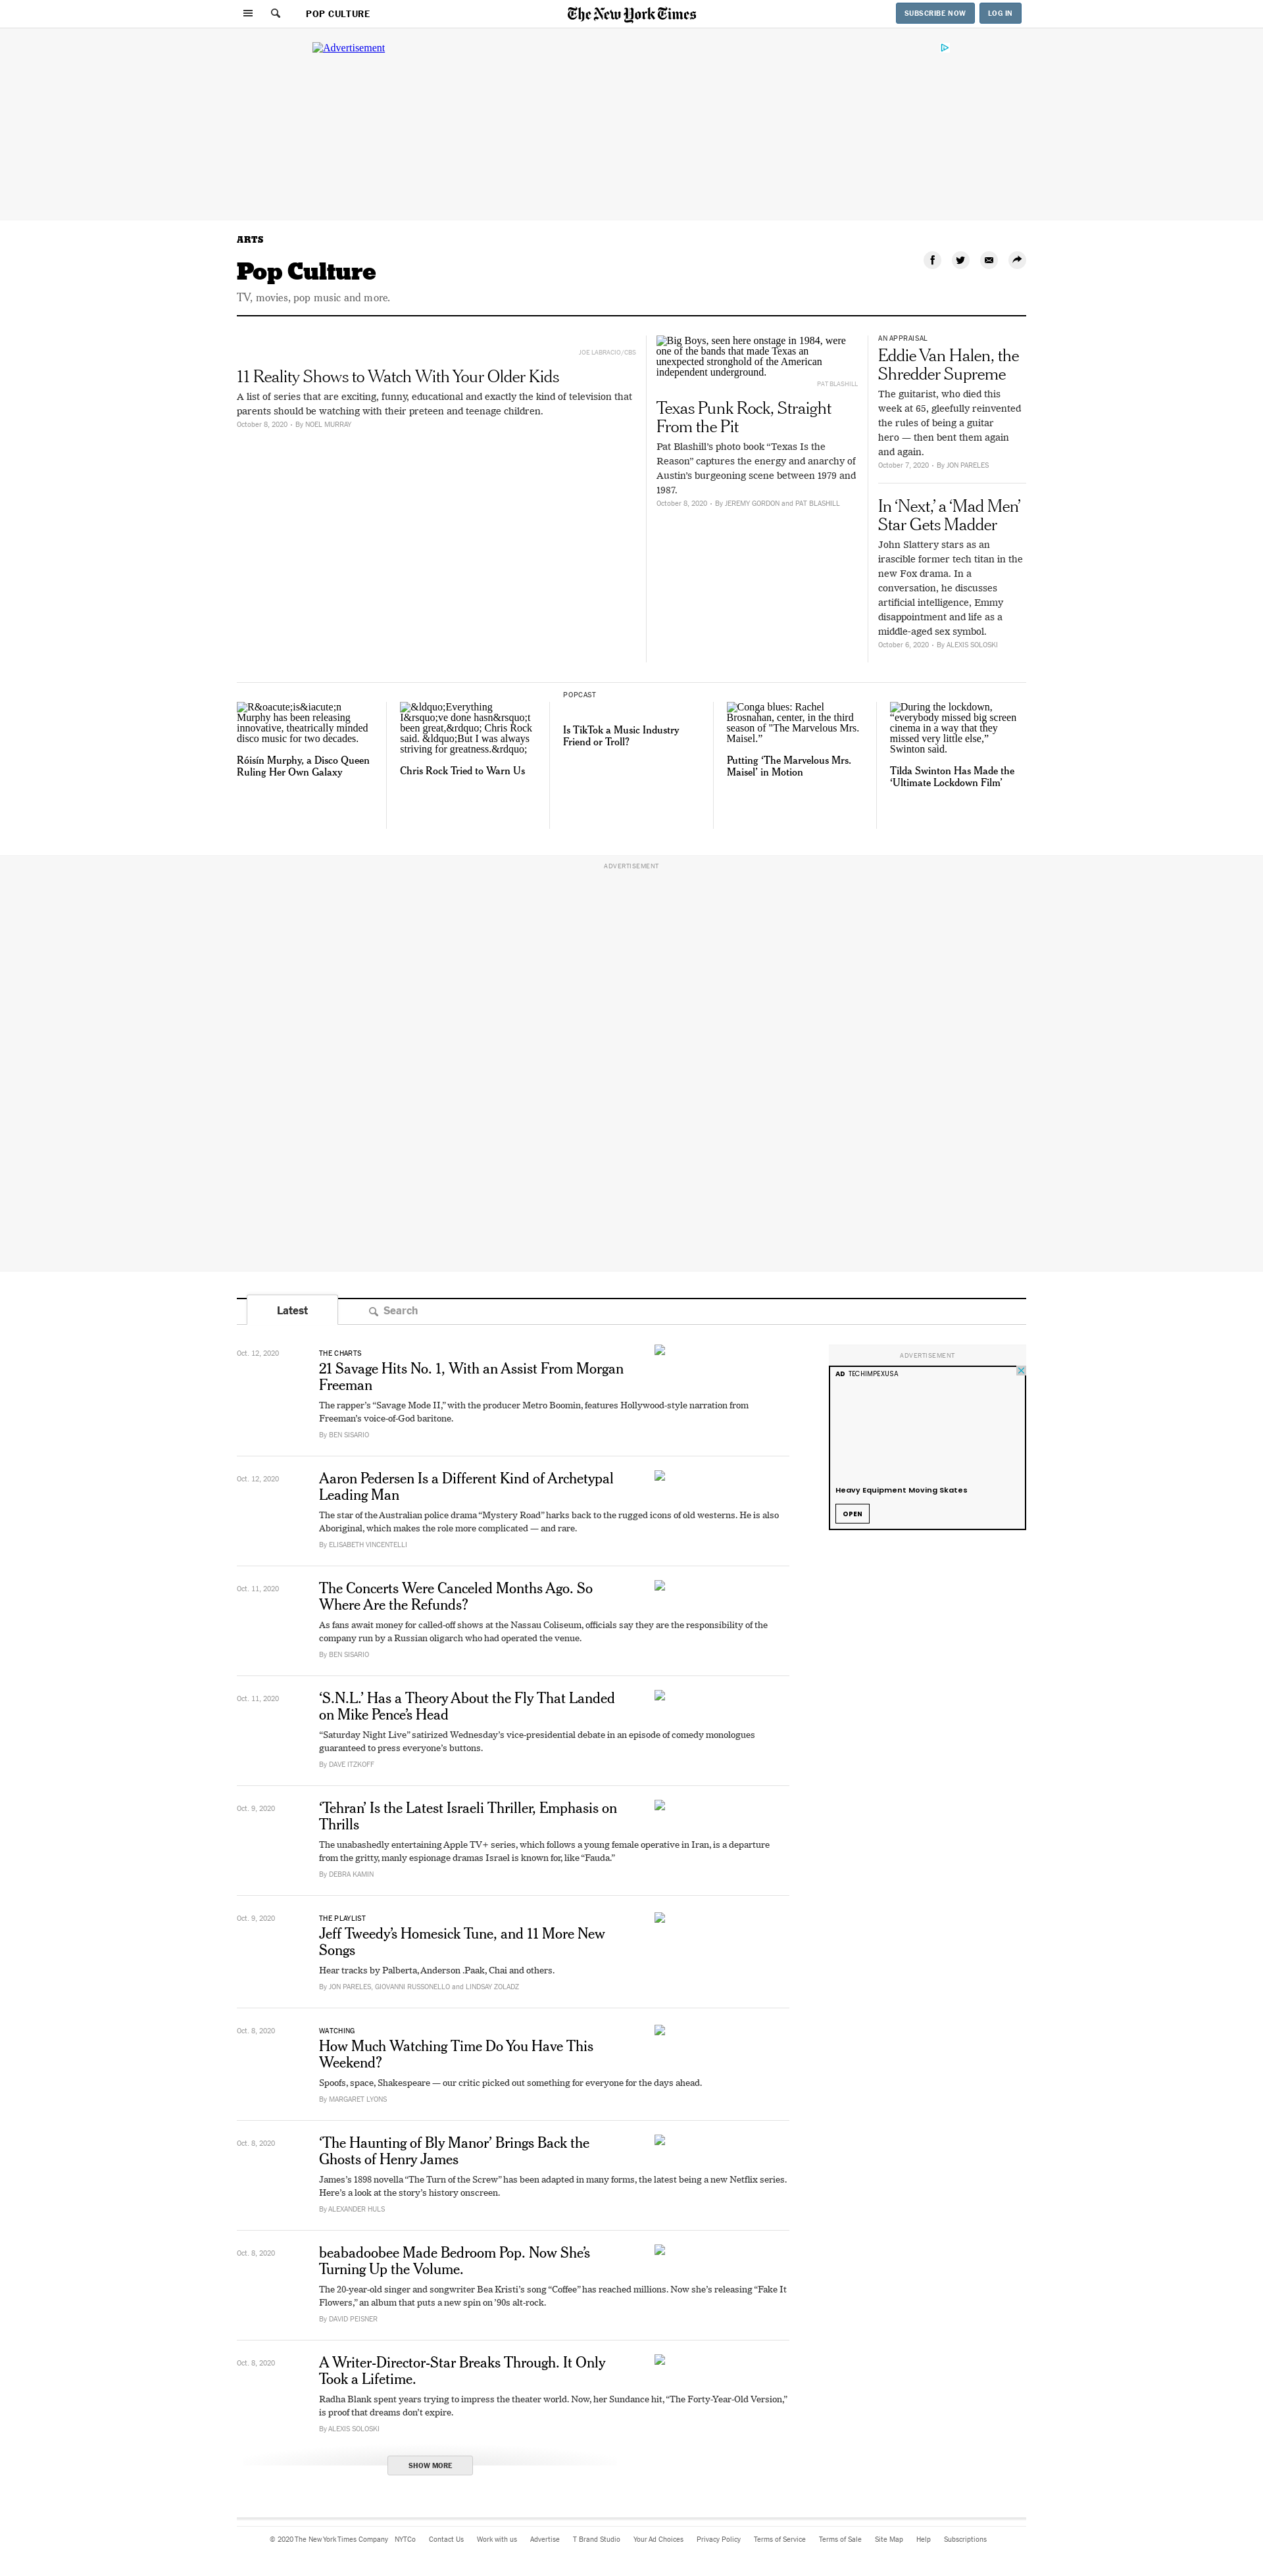 POP CULTURE
The New York Times
SUBSCRIBE NOW
LOG IN
Advertisement
ARTS
Pop Culture
TV, movies, pop music and more.
JOE LABRACIO/CBS
11 Reality Shows to Watch With Your Older Kids
A list of series that are exciting, funny, educational and exactly the kind of television that
parents should be watching with their preteen and teenage children.
October 8, 2020 • By NOEL MURRAY
Big Boys, seen here onstage in 1984, were
one of the bands that made Texas an
unexpected stronghold of the American
independent underground.
PAT BLASHILL
Texas Punk Rock, Straight
From the Pit
Pat Blashill’s photo book “Texas Is the
Reason” captures the energy and anarchy of
Austin’s burgeoning scene between 1979 and
1987.
October 8, 2020 • By JEREMY GORDON and PAT BLASHILL
AN APPRAISAL
Eddie Van Halen, the
Shredder Supreme
The guitarist, who died this
week at 65, gleefully reinvented
the rules of being a guitar
hero — then bent them again
and again.
October 7, 2020 • By JON PARELES
In ‘Next,’ a ‘Mad Men’
Star Gets Madder
John Slattery stars as an
irascible former tech titan in the
new Fox drama. In a
conversation, he discusses
artificial intelligence, Emmy
disappointment and life as a
middle-aged sex symbol.
October 6, 2020 • By ALEXIS SOLOSKI
R&oacute;is&iacute;n
Murphy has been releasing
innovative, theatrically minded
disco music for two decades.
Róisín Murphy, a Disco Queen
Ruling Her Own Galaxy
&ldquo;Everything
I&rsquo;ve done hasn&rsquo;t
been great,&rdquo; Chris Rock
said. &ldquo;But I was always
striving for greatness.&rdquo;
Chris Rock Tried to Warn Us
POPCAST
Is TikTok a Music Industry
Friend or Troll?
Conga blues: Rachel
Brosnahan, center, in the third
season of "The Marvelous Mrs.
Maisel.”
Putting ‘The Marvelous Mrs.
Maisel’ in Motion
During the lockdown,
“everybody missed big screen
cinema in a way that they
missed very little else,”
Swinton said.
Tilda Swinton Has Made the
‘Ultimate Lockdown Film’
ADVERTISEMENT
Latest
Search
Oct. 12, 2020
THE CHARTS
21 Savage Hits No. 1, With an Assist From Morgan
Freeman
The rapper’s “Savage Mode II,” with the producer Metro Boomin, features Hollywood-style narration from
Freeman’s voice-of-God baritone.
By BEN SISARIO
ADVERTISEMENT
AD TECHIMPEXUSA
Heavy Equipment Moving Skates
OPEN
Oct. 12, 2020
Aaron Pedersen Is a Different Kind of Archetypal
Leading Man
The star of the Australian police drama “Mystery Road” harks back to the rugged icons of old westerns. He is also
Aboriginal, which makes the role more complicated — and rare.
By ELISABETH VINCENTELLI
Oct. 11, 2020
The Concerts Were Canceled Months Ago. So
Where Are the Refunds?
As fans await money for called-off shows at the Nassau Coliseum, officials say they are the responsibility of the
company run by a Russian oligarch who had operated the venue.
By BEN SISARIO
Oct. 11, 2020
‘S.N.L.’ Has a Theory About the Fly That Landed
on Mike Pence’s Head
“Saturday Night Live” satirized Wednesday’s vice-presidential debate in an episode of comedy monologues
guaranteed to press everyone’s buttons.
By DAVE ITZKOFF
Oct. 9, 2020
‘Tehran’ Is the Latest Israeli Thriller, Emphasis on
Thrills
The unabashedly entertaining Apple TV+ series, which follows a young female operative in Iran, is a departure
from the gritty, manly espionage dramas Israel is known for, like “Fauda.”
By DEBRA KAMIN
Oct. 9, 2020
THE PLAYLIST
Jeff Tweedy’s Homesick Tune, and 11 More New
Songs
Hear tracks by Palberta, Anderson .Paak, Chai and others.
By JON PARELES, GIOVANNI RUSSONELLO and LINDSAY ZOLADZ
Oct. 8, 2020
WATCHING
How Much Watching Time Do You Have This
Weekend?
Spoofs, space, Shakespeare — our critic picked out something for everyone for the days ahead.
By MARGARET LYONS
Oct. 8, 2020
‘The Haunting of Bly Manor’ Brings Back the
Ghosts of Henry James
James’s 1898 novella “The Turn of the Screw” has been adapted in many forms, the latest being a new Netflix series.
Here’s a look at the story’s history onscreen.
By ALEXANDER HULS
Oct. 8, 2020
beabadoobee Made Bedroom Pop. Now She’s
Turning Up the Volume.
The 20-year-old singer and songwriter Bea Kristi’s song “Coffee” has reached millions. Now she’s releasing “Fake It
Flowers,” an album that puts a new spin on ’90s alt-rock.
By DAVID PEISNER
Oct. 8, 2020
A Writer-Director-Star Breaks Through. It Only
Took a Lifetime.
Radha Blank spent years trying to impress the theater world. Now, her Sundance hit, “The Forty-Year-Old Version,”
is proof that dreams don’t expire.
By ALEXIS SOLOSKI
SHOW MORE
© 2020 The New York Times Company NYTCo Contact Us Work with us Advertise T Brand Studio Your Ad Choices Privacy Policy Terms of Service Terms of Sale Site Map Help Subscriptions